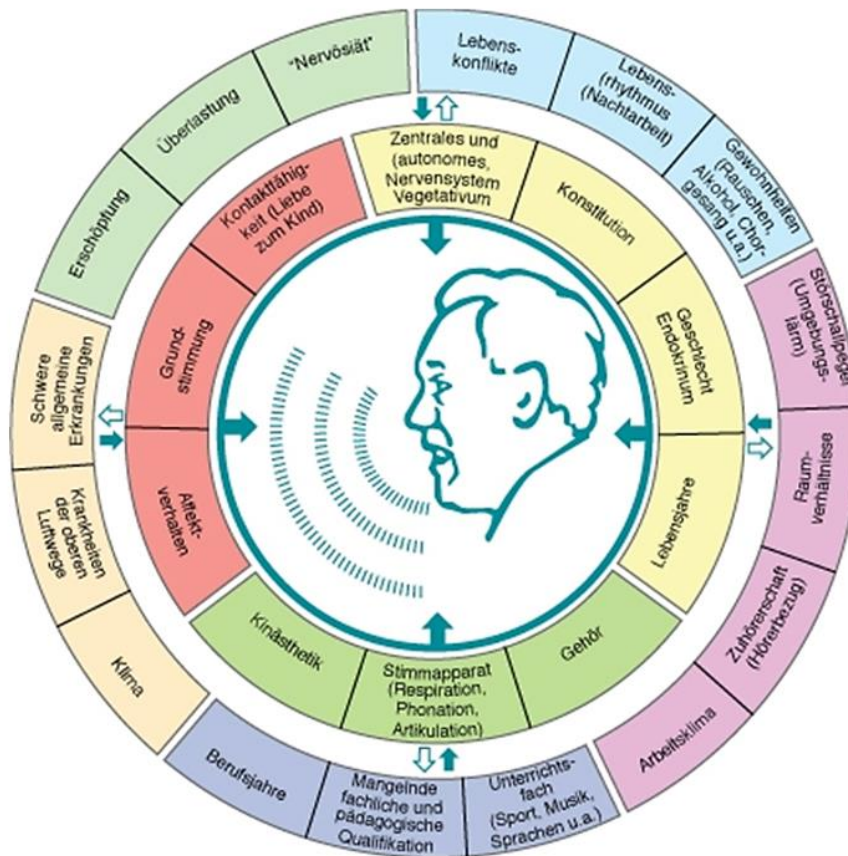 "Nervösiät"
Lebens-
konflikte
Lebens-
(rhythmus
(Nachtarbeit)
Gewohnheiten
(Rauschen,
Alkohol, Chor-
gesang u.a.)
Störschallpegel
(Umgebungs-
lärm)
Raum-
verhältnisse
Zuhörerschaft
(Hörerbezug)
Arbeitsklima
Unterrichts-
fach
(Sport, Musik,
Sprachen u.a.)
Mangelnde
fachliche und
pädagogische
Qualifikation
Berufsjahre
Klima
Krankheiten
der oberen
Luftwege
Schwere
allgemeine
Erkrankungen
Erschöpfung
Überlastung
Zentrales und
(autonomes,
Nervensystem
Vegetativum
Konstitution
Geschlecht
Endokrinum
Lebensjahre
Gehör
Stimmapparat
(Respiration,
Phonation,
Artikulation)
Kinästhetik
Affekt-
verhalten
Grund-
stimmung
Kontaktfähig-
keit (Liebe
zum Kind)